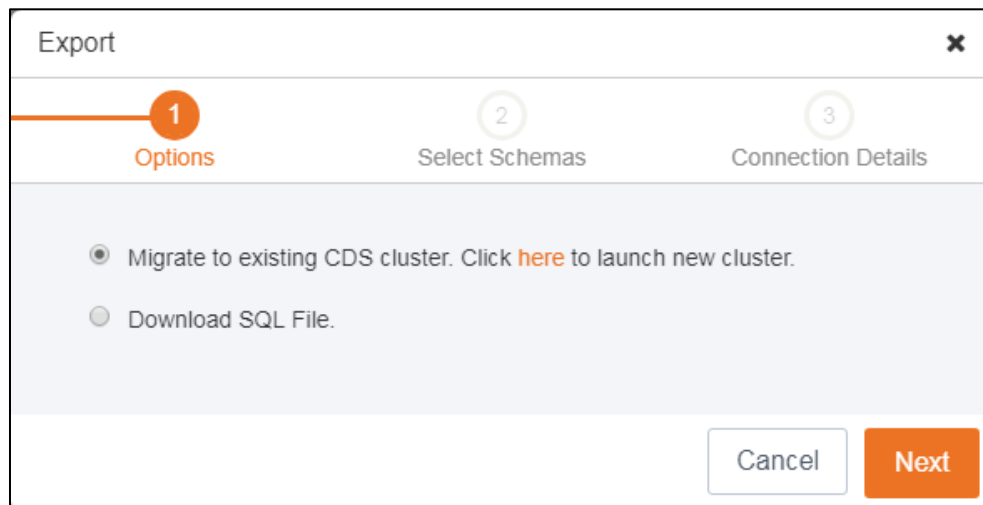 Export
1
2
3
Options
Select Schemas
Connection Details
Migrate to existing CDS cluster. Click here to launch new cluster.
Download SQL File.
Cancel
Next